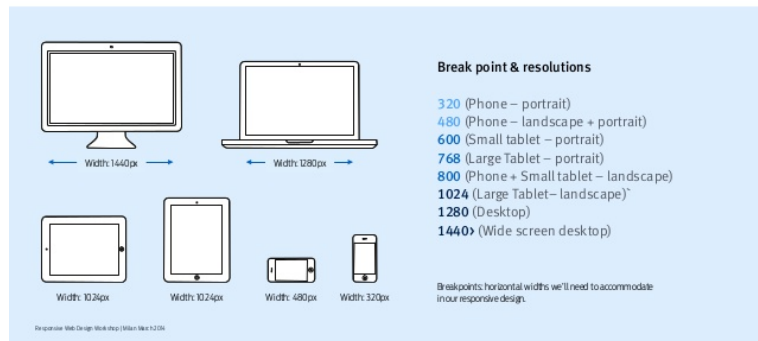 Break point & resolutions
320 (Phone – portrait)
480 (Phone – landscape + portrait)
600 (Small tablet – portrait)
768 (Large Tablet – portrait)
800 (Phone + Small tablet – landscape)
1024 (Large Tablet– landscape)`
1280 (Desktop)
1440> (Wide screen desktop)
Width: 1440px
Width: 1280px
Width: 1024px
Width: 1024px
Width: 480px
Width: 320px
Breakpoints: horizontal widths we'll need to accommodate
in our responsive design.
Responsive Web Design Workshop | Milan March 2014